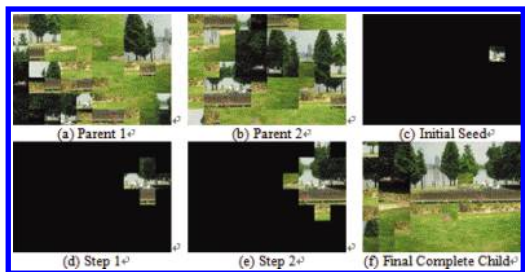 (a) Parent 1↵
(b) Parent 2↵
(c) Initial Seed↵
(d) Step 1↵
(e) Step 2↵
(f) Final Complete Child↵